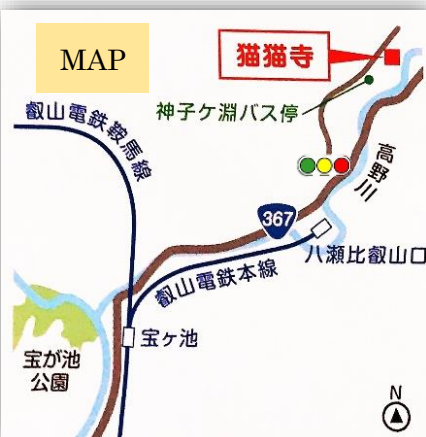 MAP
猫猫寺
神子ケ淵バス停
叡山電鉄鞍馬線
高野川
367
八瀬比叡山口
叡山電鉄本線
宝ヶ池
宝が池
公園
N